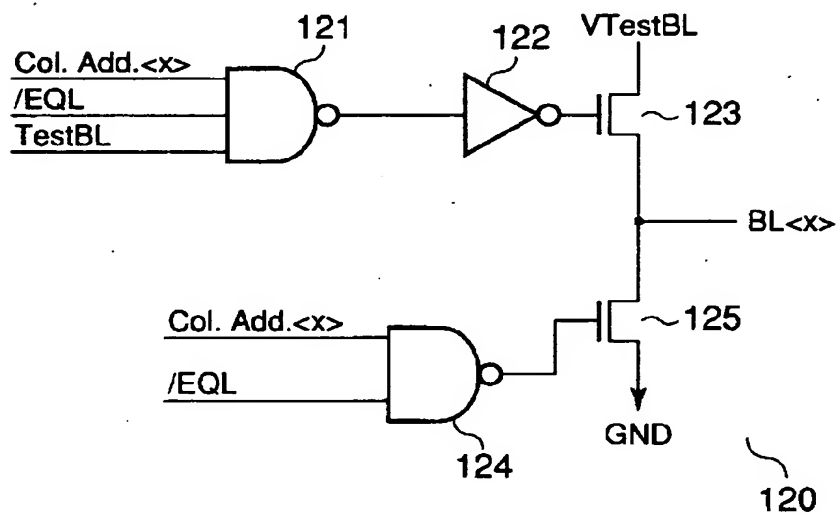 121
122
VTestBL
Col. Add.<x>
/EQL
TestBL
123
BL<x>
Col. Add.<x>
125
/EQL
GND
124
120